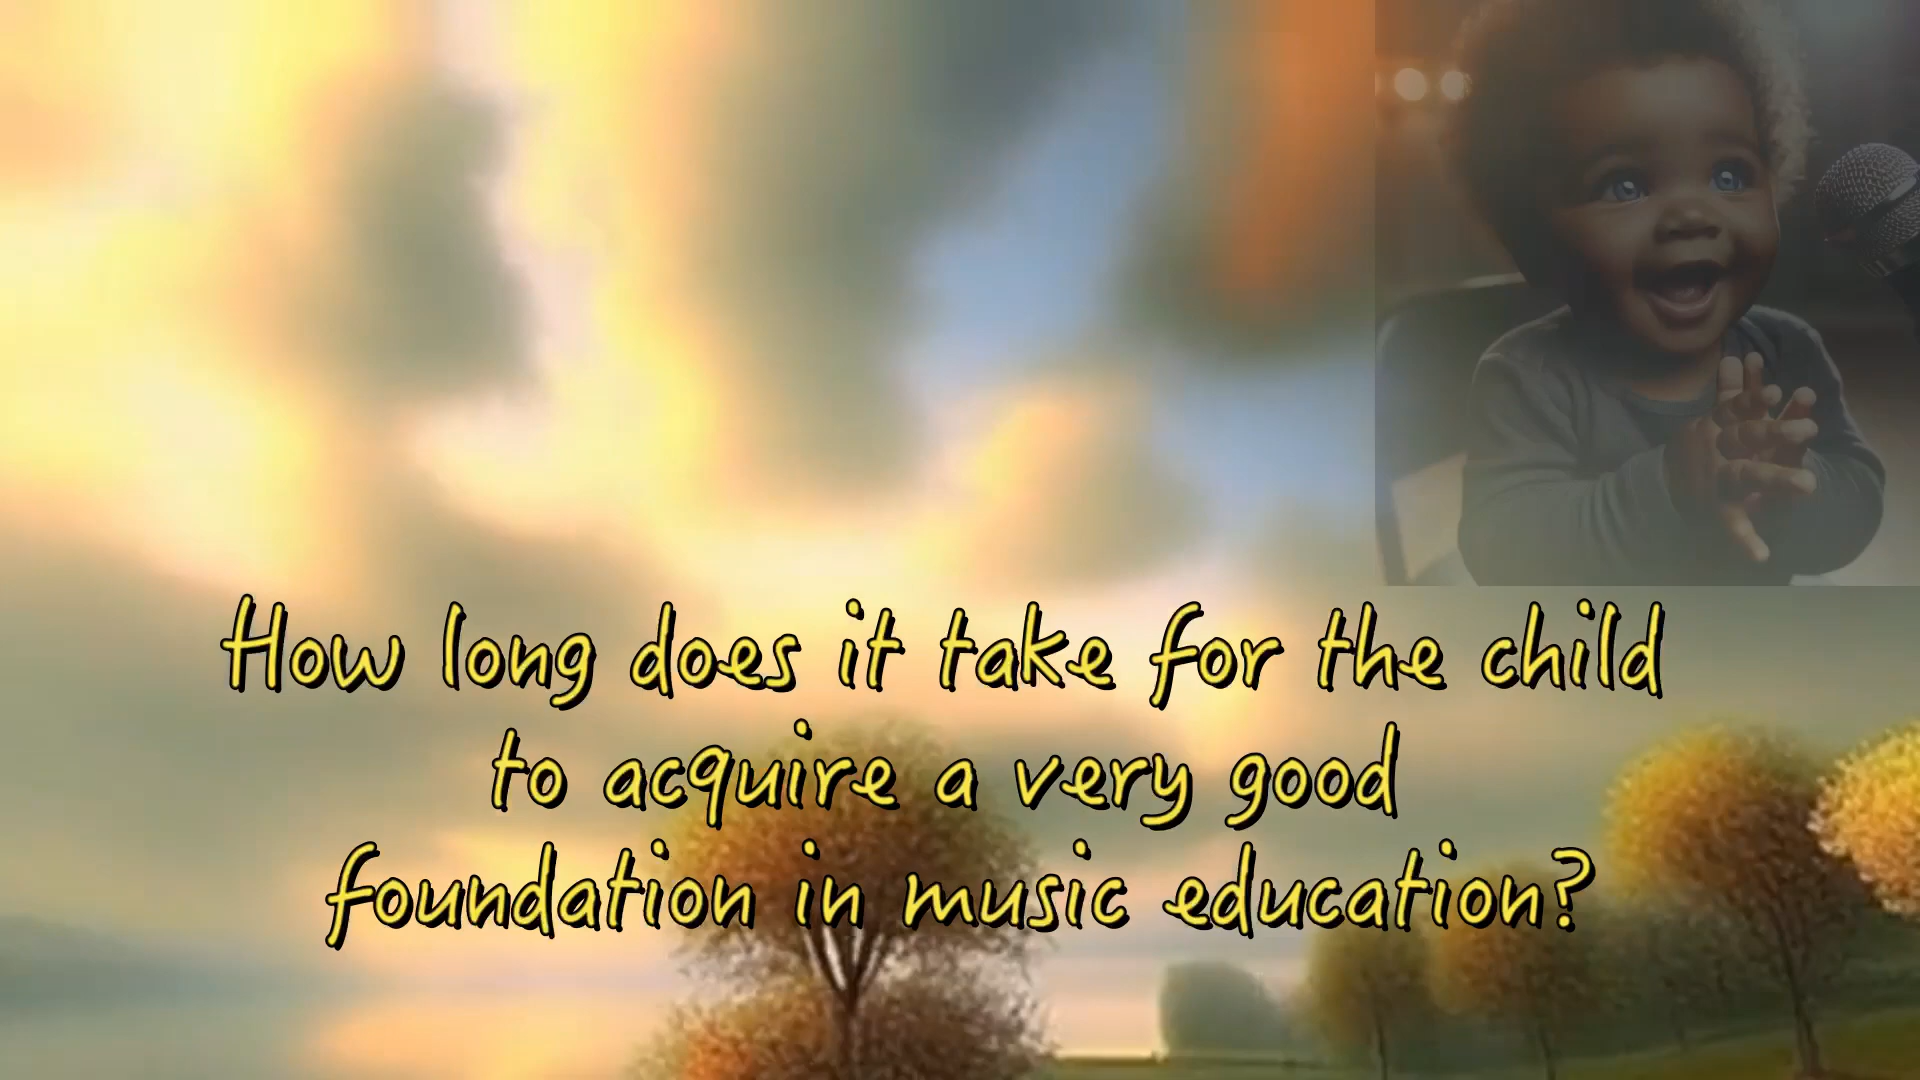 How long does it take for the child
to acquire a very good
foundation in music education?